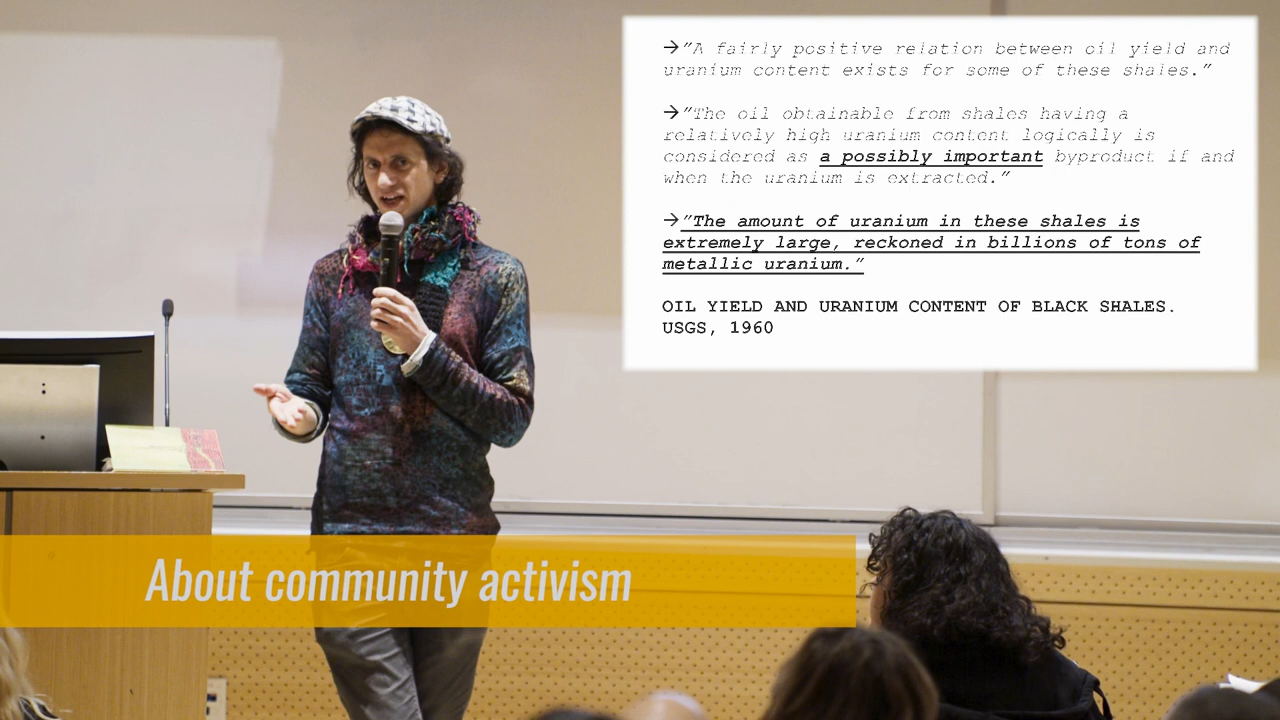 →"A fairly positive relation between oil yield and
uranium content exists for some of these shales."
→"The oil obtainable from shales having a
relatively high uranium content logically is
considered as a possibly important byproduct if and
when the uranium is extracted."
→"The amount of uranium in these shales is
extremely large, reckoned in billions of tons of
metallic uranium."
OIL YIELD AND URANIUM CONTENT OF BLACK SHALES.
USGS, 1960
About community activism